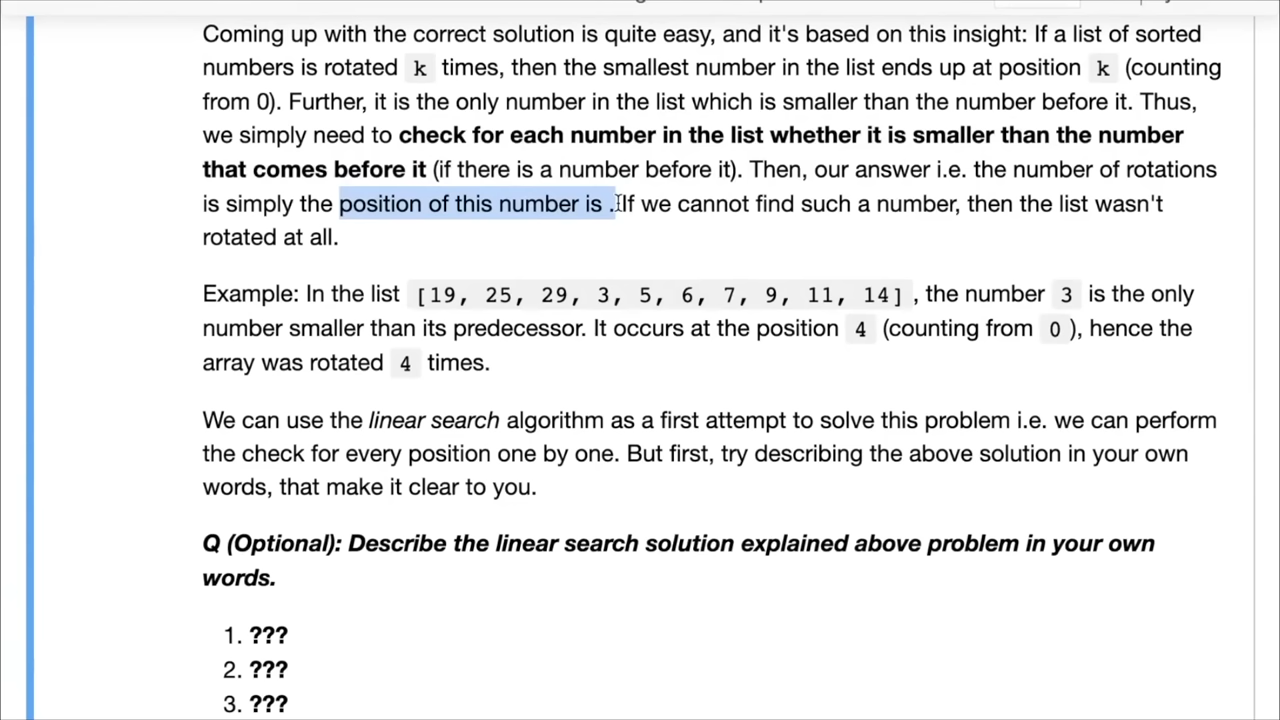 Coming up with the correct solution is quite easy, and it's based on this insight: If a list of sorted
numbers is rotated k times, then the smallest number in the list ends up at position k (counting
from 0). Further, it is the only number in the list which is smaller than the number before it. Thus,
we simply need to check for each number in the list whether it is smaller than the number
that comes before it (if there is a number before it). Then, our answer i.e. the number of rotations
is simply the position of this number is . If we cannot find such a number, then the list wasn't
rotated at all.
Example: In the list [19, 25, 29, 3, 5, 6, 7, 9, 11, 14] , the number 3 is the only
number smaller than its predecessor. It occurs at the position 4 (counting from 0 ), hence the
array was rotated 4 times.
We can use the linear search algorithm as a first attempt to solve this problem i.e. we can perform
the check for every position one by one. But first, try describing the above solution in your own
words, that make it clear to you.
Q (Optional): Describe the linear search solution explained above problem in your own
words.
1. ???
2. ???
3. ???